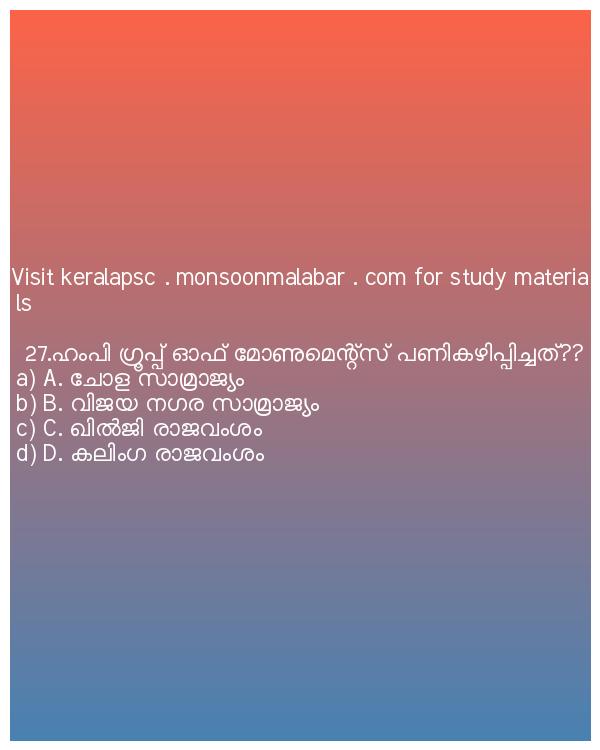 Visit keralapsc . monsoonmalabar . com for study materia
ls
27.ഹംപി ഗ്രൂപ്പ് ഓഫ് മോണുമെന്റ്സ് പണികഴിപ്പിച്ചത്??
a) A. ചോള സാമ്രാജ്യം
b) B. വിജയ നഗര സാമ്രാജ്യം
c) C. ഖിൽജി രാജവംശം
d) D. കലിംഗ രാജവംശം